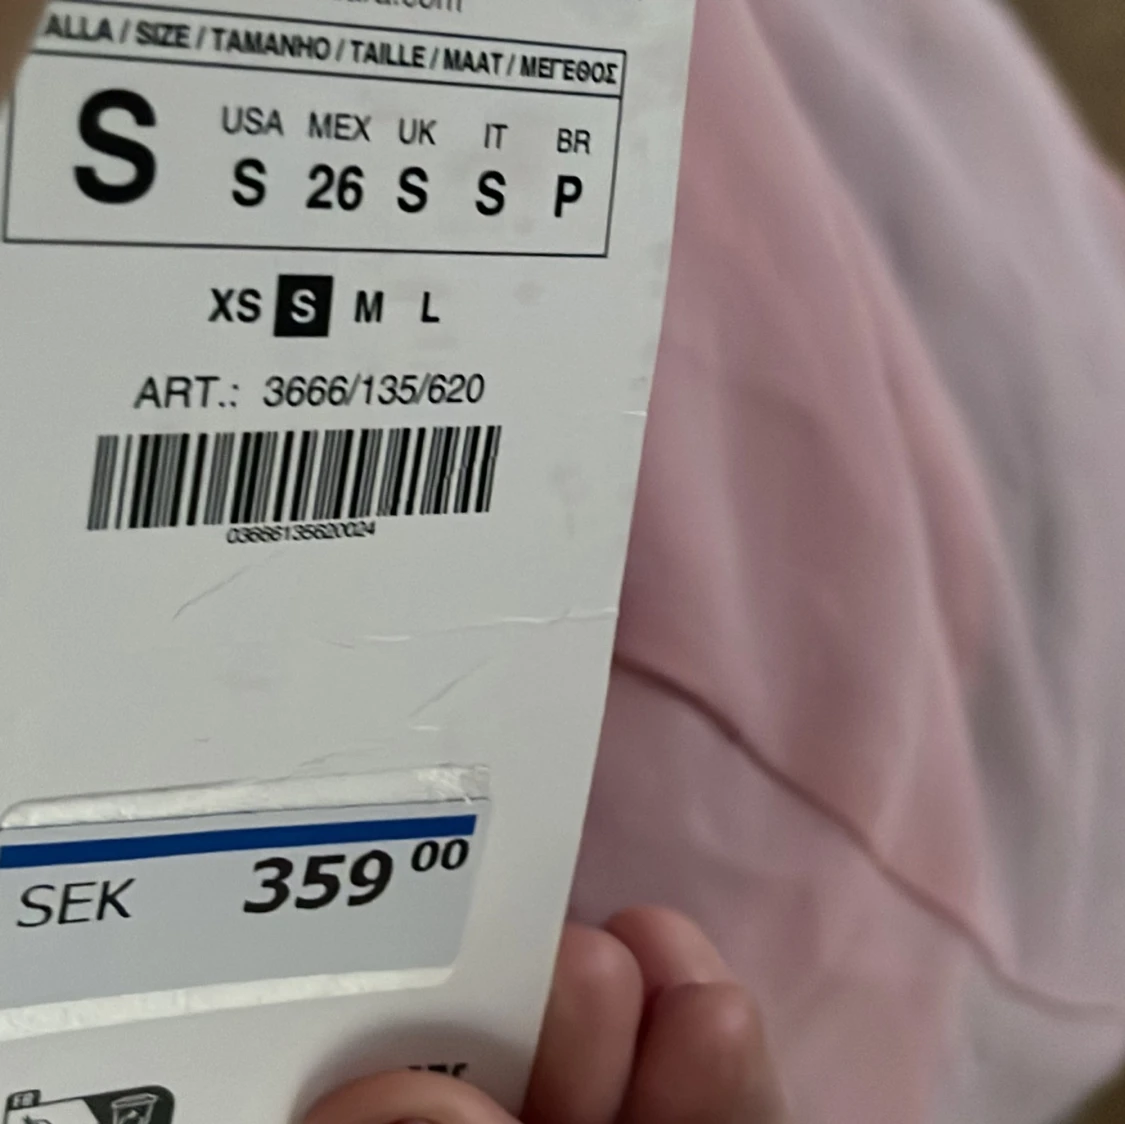 ALLA / SIZE / TAMANHO / TAILLE / MAAT / ΜΕΓΕΘΟΣ
S
USA MEX UK IT BR
S 26 S S P
XS S M L
ART.: 3666/135/620
03666135620024
SEK 359 00
FR